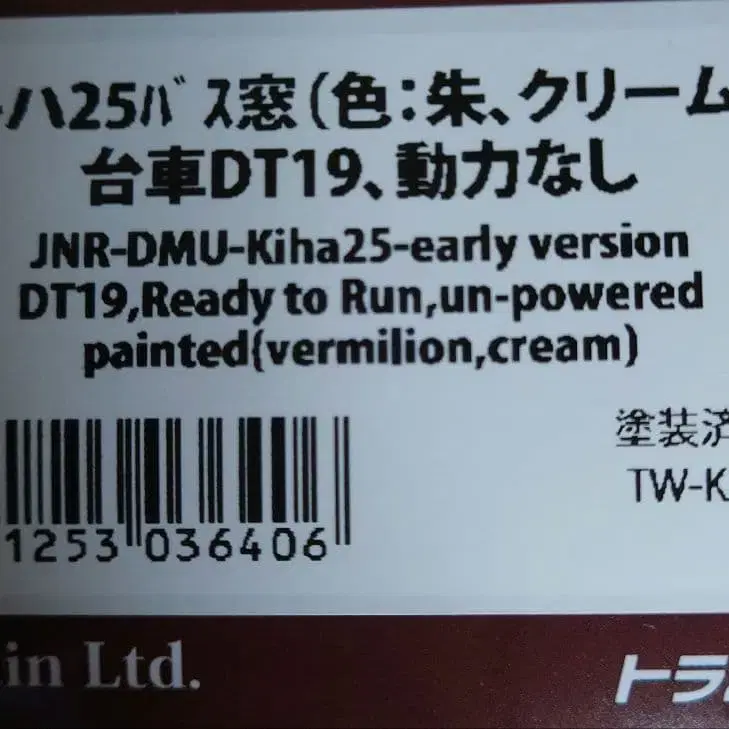 ハ25バス窓(色:朱、クリーム
台車DT19、動力なし
JNR-DMU-Kiha25-early version
DT19,Ready to Run,un-powered
painted(vermilion,cream)
塗装済
TW-K
1253 036406
in Ltd.
トラ